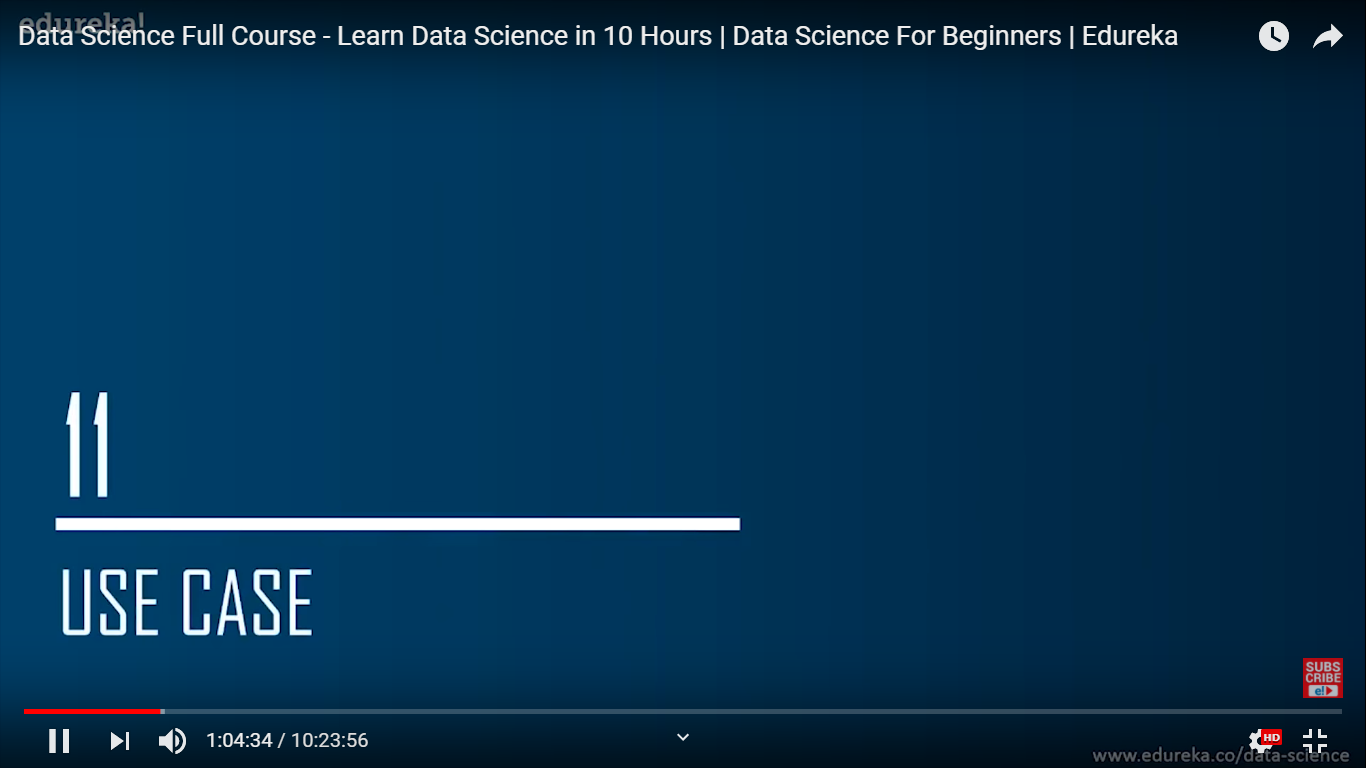 edureka!
Data Science Full Course - Learn Data Science in 10 Hours | Data Science For Beginners | Edureka
11
USE CASE
SUBS
CRIBE
e!
1:04:34 / 10:23:56
HD
www.edureka.co/data-science